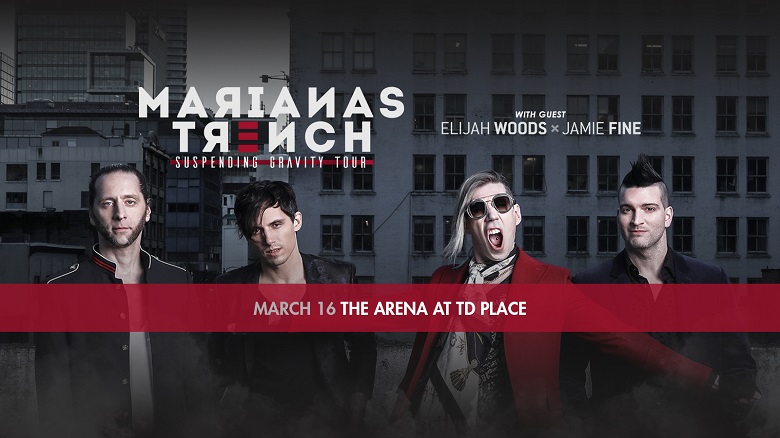 MARIANAS
TRENCH
SUSPENDING GRAVITY TOUR
WITH GUEST
ELIJAH WOODS × JAMIE FINE
MARCH 16 THE ARENA AT TD PLACE